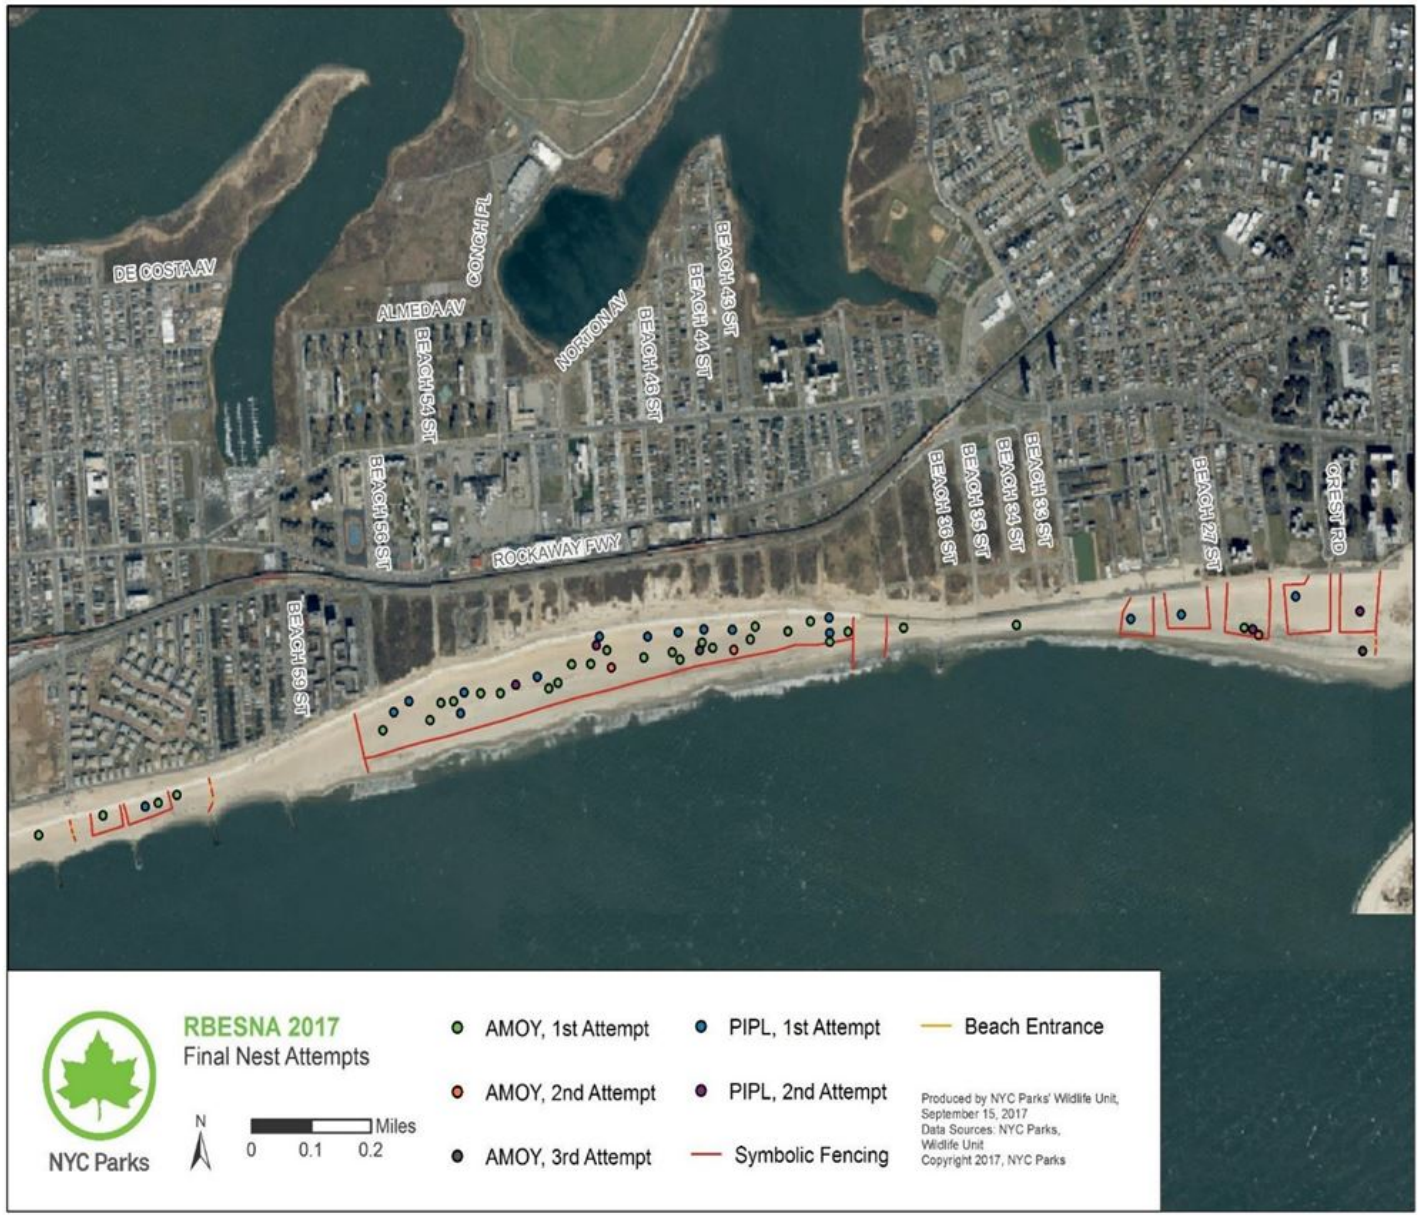 DE COSTA AV
CONCH PL
ALMEDA AV
BEACH 54 ST
NORTON AV
BEACH 48 ST
BEACH 44 ST
BEACH 43 ST
BEACH 56 ST
BEACH 59 ST
ROCKAWAY FWY
BEACH 36 ST
BEACH 35 ST
BEACH 34 ST
BEACH 33 ST
BEACH 27 ST
CREST RD
RBESNA 2017
Final Nest Attempts
NYC Parks
N
0 0.1 0.2 Miles
AMOY, 1st Attempt
AMOY, 2nd Attempt
AMOY, 3rd Attempt
PIPL, 1st Attempt
PIPL, 2nd Attempt
Symbolic Fencing
Beach Entrance
Produced by NYC Parks' Wildlife Unit,
September 15, 2017
Data Sources: NYC Parks,
Wildlife Unit
Copyright 2017, NYC Parks